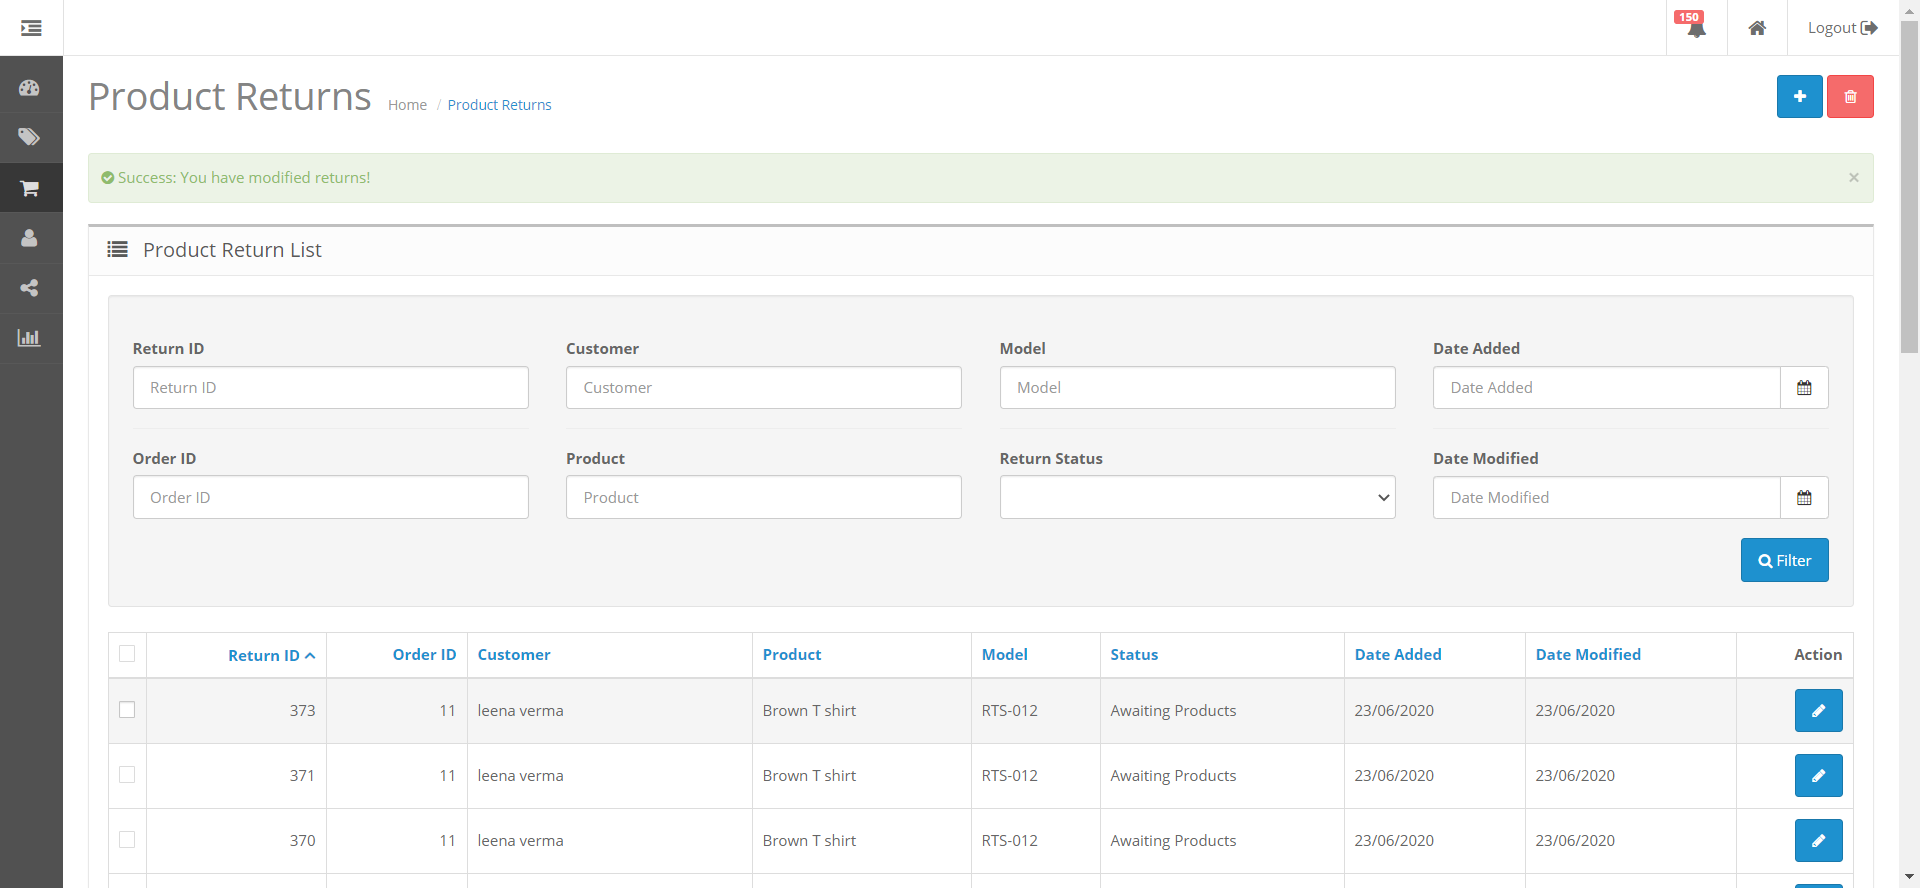 150
Logout
Product Returns
Home / Product Returns
Success: You have modified returns!
×
Product Return List
Return ID Customer Model Date Added
Return ID Customer Model Date Added
Order ID Product Return Status Date Modified
Order ID Product Date Modified
Filter
Return ID Order ID Customer Product Model Status Date Added Date Modified Action
373 11 leena verma Brown T shirt RTS-012 Awaiting Products 23/06/2020 23/06/2020
371 11 leena verma Brown T shirt RTS-012 Awaiting Products 23/06/2020 23/06/2020
370 11 leena verma Brown T shirt RTS-012 Awaiting Products 23/06/2020 23/06/2020